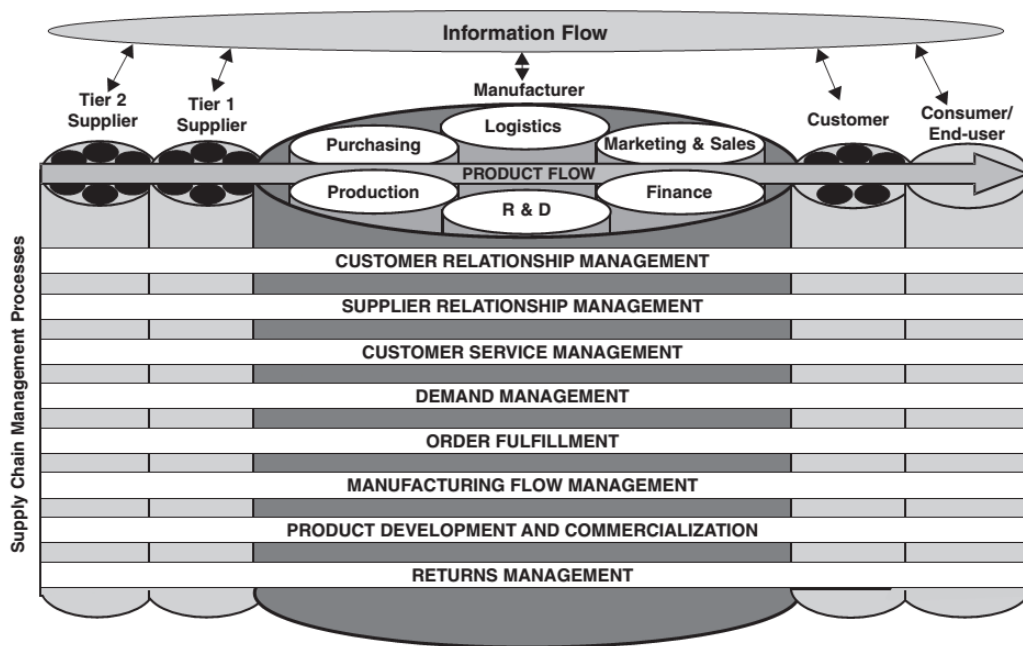 Information Flow
Tier 2
Supplier
Tier 1
Supplier
Manufacturer
Customer
Consumer/
End-user
Purchasing
Logistics
Marketing & Sales
PRODUCT FLOW
Production
R & D
Finance
Supply Chain Management Processes
CUSTOMER RELATIONSHIP MANAGEMENT
SUPPLIER RELATIONSHIP MANAGEMENT
CUSTOMER SERVICE MANAGEMENT
DEMAND MANAGEMENT
ORDER FULFILLMENT
MANUFACTURING FLOW MANAGEMENT
PRODUCT DEVELOPMENT AND COMMERCIALIZATION
RETURNS MANAGEMENT